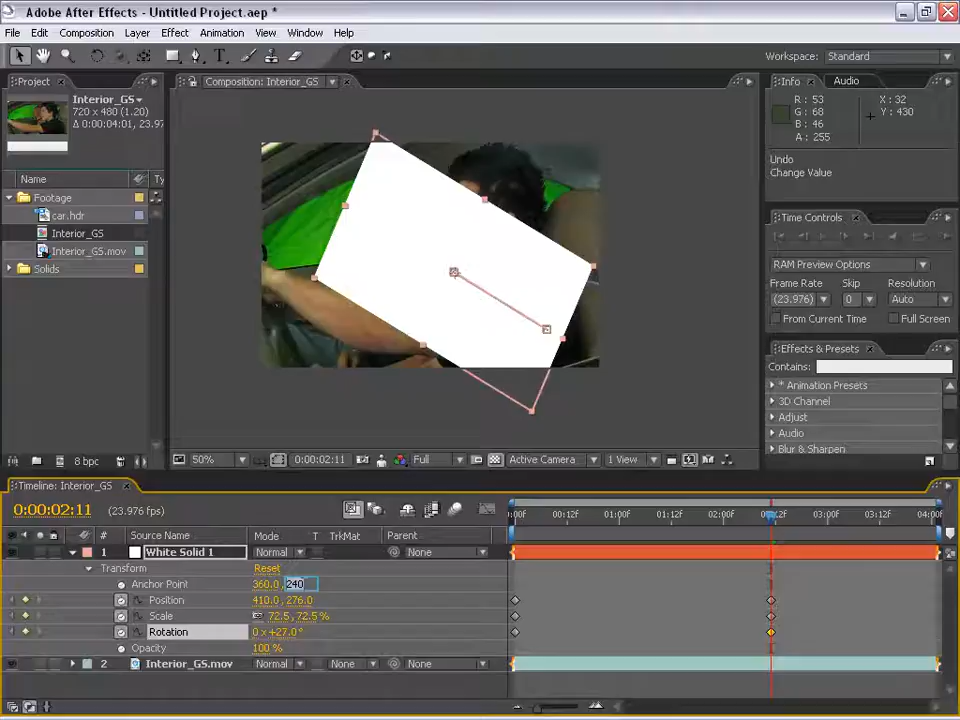 Adobe After Effects - Untitled Project.aep *
File Edit Composition Layer Effect Animation View Window Help
Workspace: Standard
Project
Composition: Interior_GS
Info Audio
Interior_GS
720 x 480 (1.20)
Δ 0:00:04:01, 23.97
R : 53
G : 68
B : 46
A : 255
X : 32
Y : 430
Undo
Change Value
Name Ty
Footage
car.hdr
Interior_GS
Interior_GS.mov
Solids
Time Controls
RAM Preview Options
Frame Rate Skip Resolution
(23.976) 0 Auto
From Current Time Full Screen
Effects & Presets
Contains:
* Animation Presets
3D Channel
Adjust
Audio
Blur & Sharpen
8 bpc
50% 0:00:02:11 Full Active Camera 1 View
Timeline: Interior_GS
0:00:02:11 (23.976 fps)
:00f 00:12f 01:00f 01:12f 02:00f 03:00f 03:12f 04:00f
# Source Name Mode T TrkMat Parent
1 White Solid 1 Normal None
Transform Reset
Anchor Point 360.0, 240
Position 410.0, 276.0
Scale 72.5, 72.5%
Rotation 0 x +27.0°
Opacity 100 %
2 Interior_GS.mov Normal None None